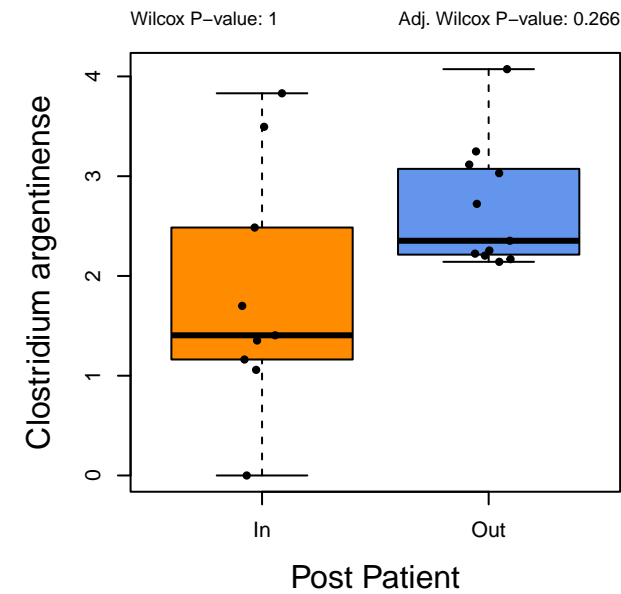 Wilcox P−value: 1
Adj. Wilcox P−value: 0.266
Clostridium argentinense
4
3
2
1
0
In
Out
Post Patient